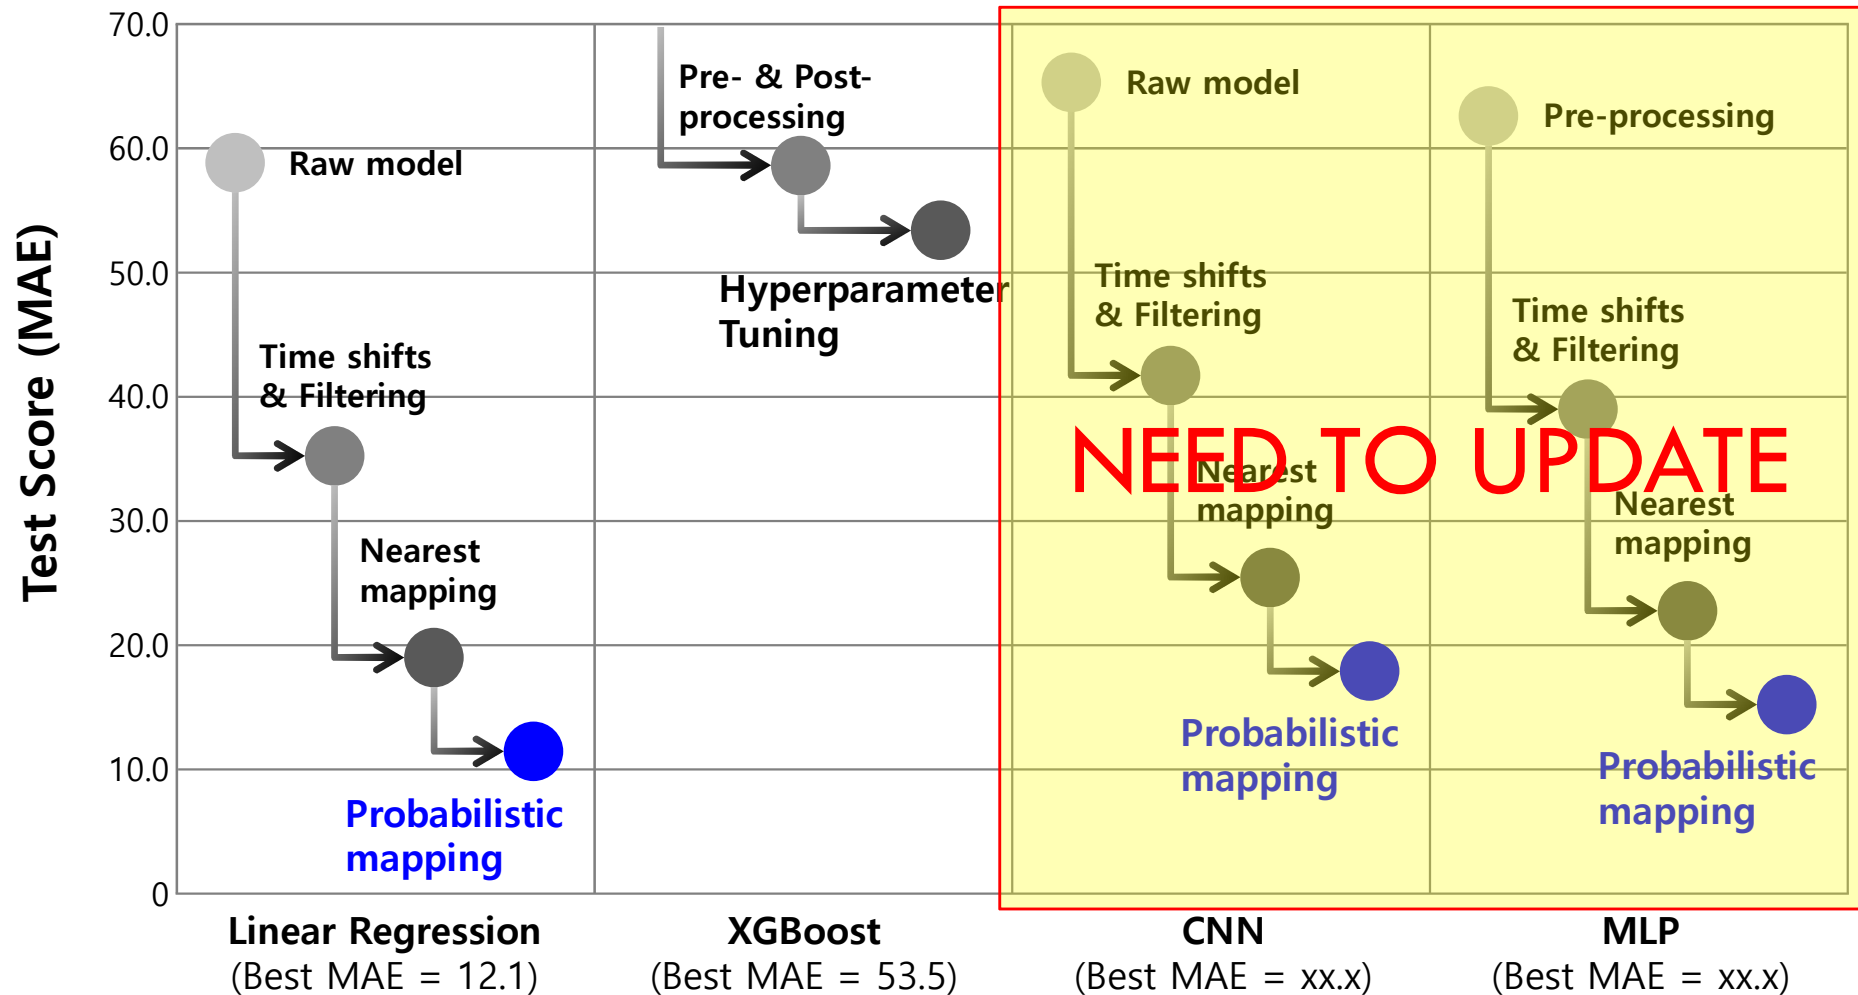 Test Score (MAE)
70.0
60.0
50.0
40.0
30.0
20.0
10.0
0
Raw model
Time shifts
& Filtering
Nearest
mapping
Probabilistic
mapping
Pre- & Post-
processing
Hyperparameter
Tuning
Raw model
Time shifts
& Filtering
Nearest
mapping
Probabilistic
mapping
Pre-processing
Time shifts
& Filtering
Nearest
mapping
Probabilistic
mapping
NEED TO UPDATE
Linear Regression
(Best MAE = 12.1)
XGBoost
(Best MAE = 53.5)
CNN
(Best MAE = xx.x)
MLP
(Best MAE = xx.x)